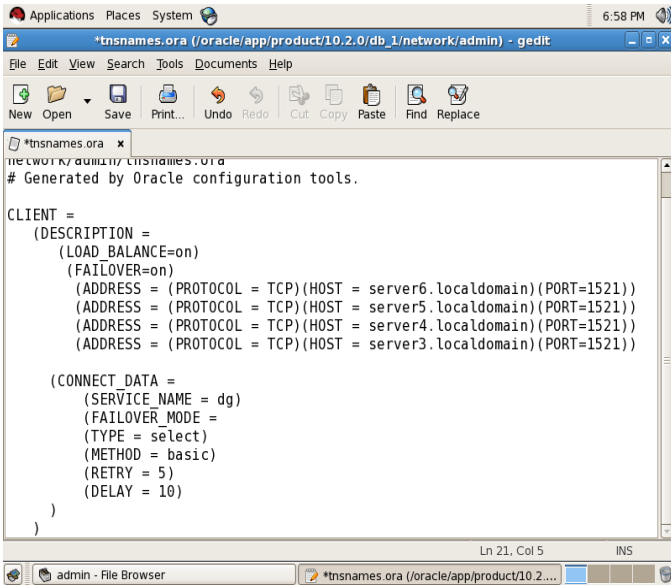 Applications Places System 6:58 PM
*tnsnames.ora (/oracle/app/product/10.2.0/db_1/network/admin) - gedit
File Edit View Search Tools Documents Help
New Open Save Print... Undo Redo Cut Copy Paste Find Replace
*tnsnames.ora x
network/admin/tnsnames.ora
# Generated by Oracle configuration tools.
CLIENT =
(DESCRIPTION =
(LOAD_BALANCE=on)
(FAILOVER=on)
(ADDRESS = (PROTOCOL = TCP)(HOST = server6.localdomain)(PORT=1521))
(ADDRESS = (PROTOCOL = TCP)(HOST = server5.localdomain)(PORT=1521))
(ADDRESS = (PROTOCOL = TCP)(HOST = server4.localdomain)(PORT=1521))
(ADDRESS = (PROTOCOL = TCP)(HOST = server3.localdomain)(PORT=1521))
(CONNECT_DATA =
(SERVICE_NAME = dg)
(FAILOVER_MODE =
(TYPE = select)
(METHOD = basic)
(RETRY = 5)
(DELAY = 10)
)
)
Ln 21, Col 5 INS
admin - File Browser *tnsnames.ora (/oracle/app/product/10.2....